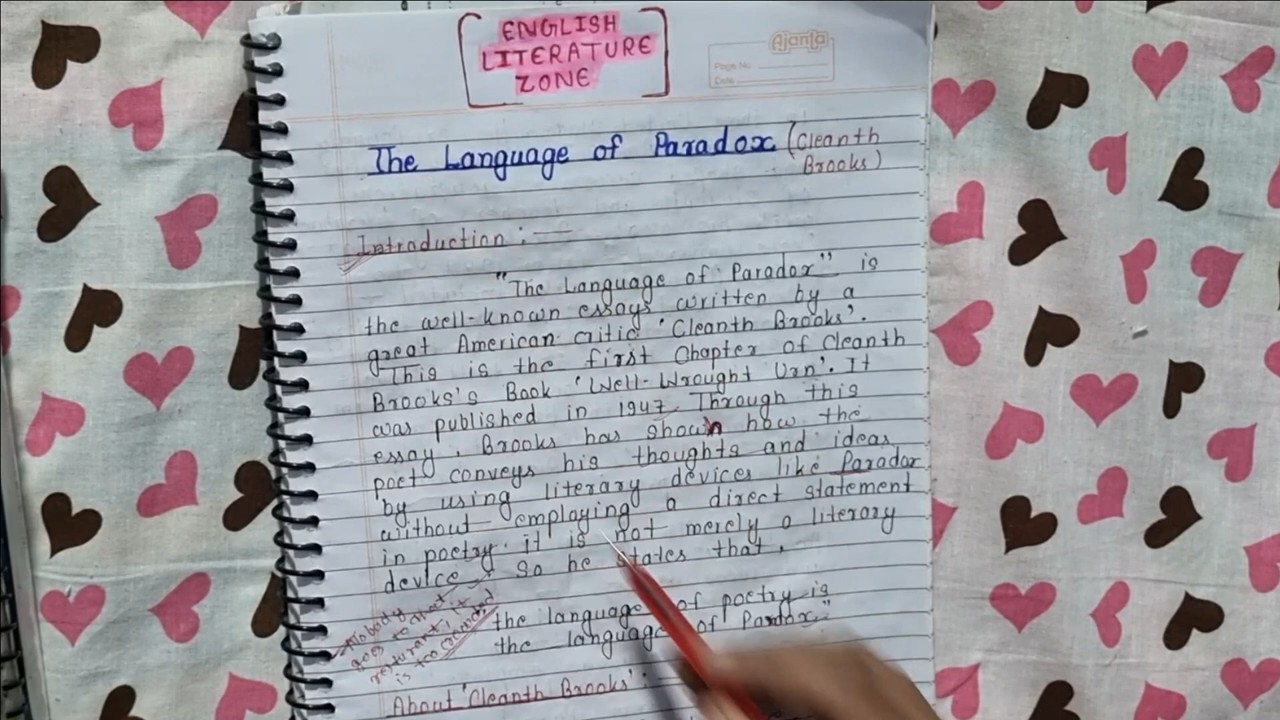 ENGLISH
LITERATURE
ZONE
Ajanta
Page No.
Date
The Language of Paradox (Cleanth
Brooks)
Introduction :—
"The Language of Paradox" is
the well-known essays written by a
great American critic 'Cleanth Brooks'.
This is the first Chapter of Cleanth
Brooks's Book 'Well-Wrought Urn'. It
was published in 1947. Through this
essay, Brooks has shown how the
poet conveys his thoughts and ideas
by using literary devices like Paradox
without employing a direct statement
in poetry. it is not merely a literary
device. So he states that,
the language of poetry is
the language of Paradox."
Nobody
goes to that
resturant, it
is too crowded
About 'Cleanth Brooks' :—